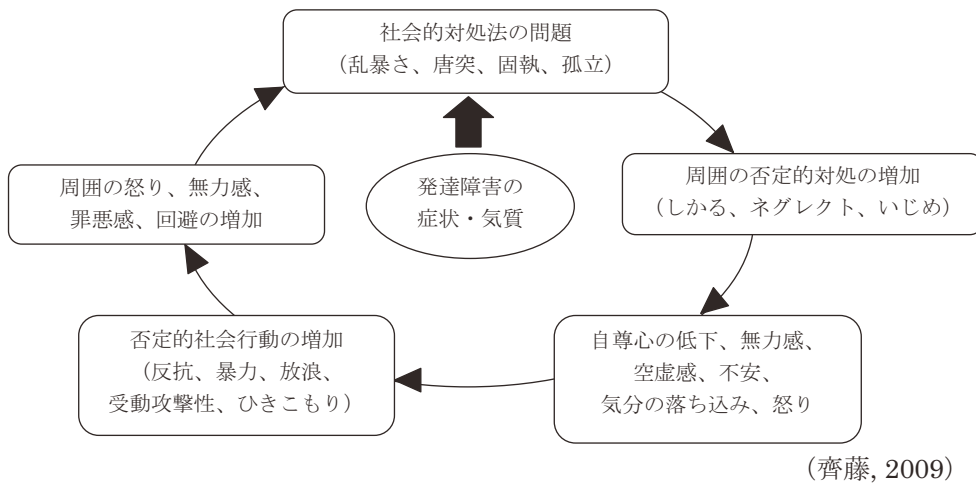 社会的対処法の問題
（乱暴さ、唐突、固執、孤立）
周囲の怒り、無力感、
罪悪感、回避の増加
発達障害の
症状・気質
周囲の否定的対処の増加
（しかる、ネグレクト、いじめ）
否定的社会行動の増加
（反抗、暴力、放浪、
受動攻撃性、ひきこもり）
自尊心の低下、無力感、
空虚感、不安、
気分の落ち込み、怒り
（齊藤, 2009）